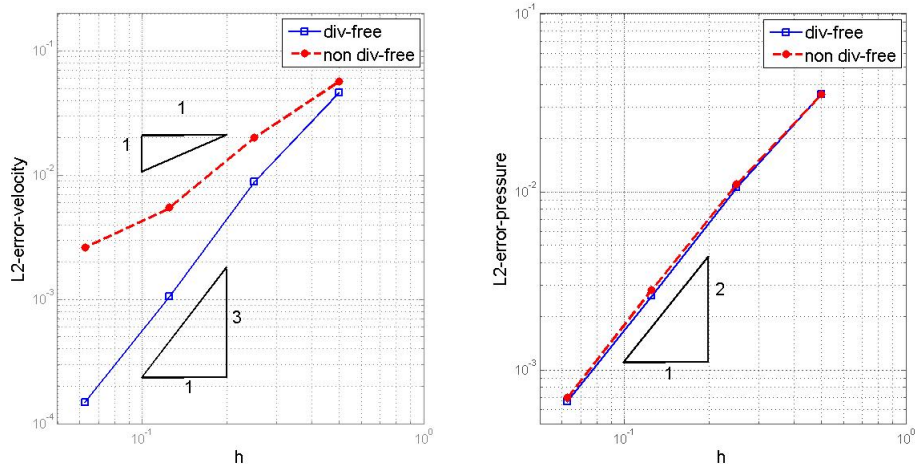 10^-1
div-free
non div-free
1
1
10^-2
L2-error-velocity
10^-3
3
1
10^-4
10^-1
10^0
h
10^-1
div-free
non div-free
10^-2
L2-error-pressure
2
10^-3
1
10^-1
10^0
h